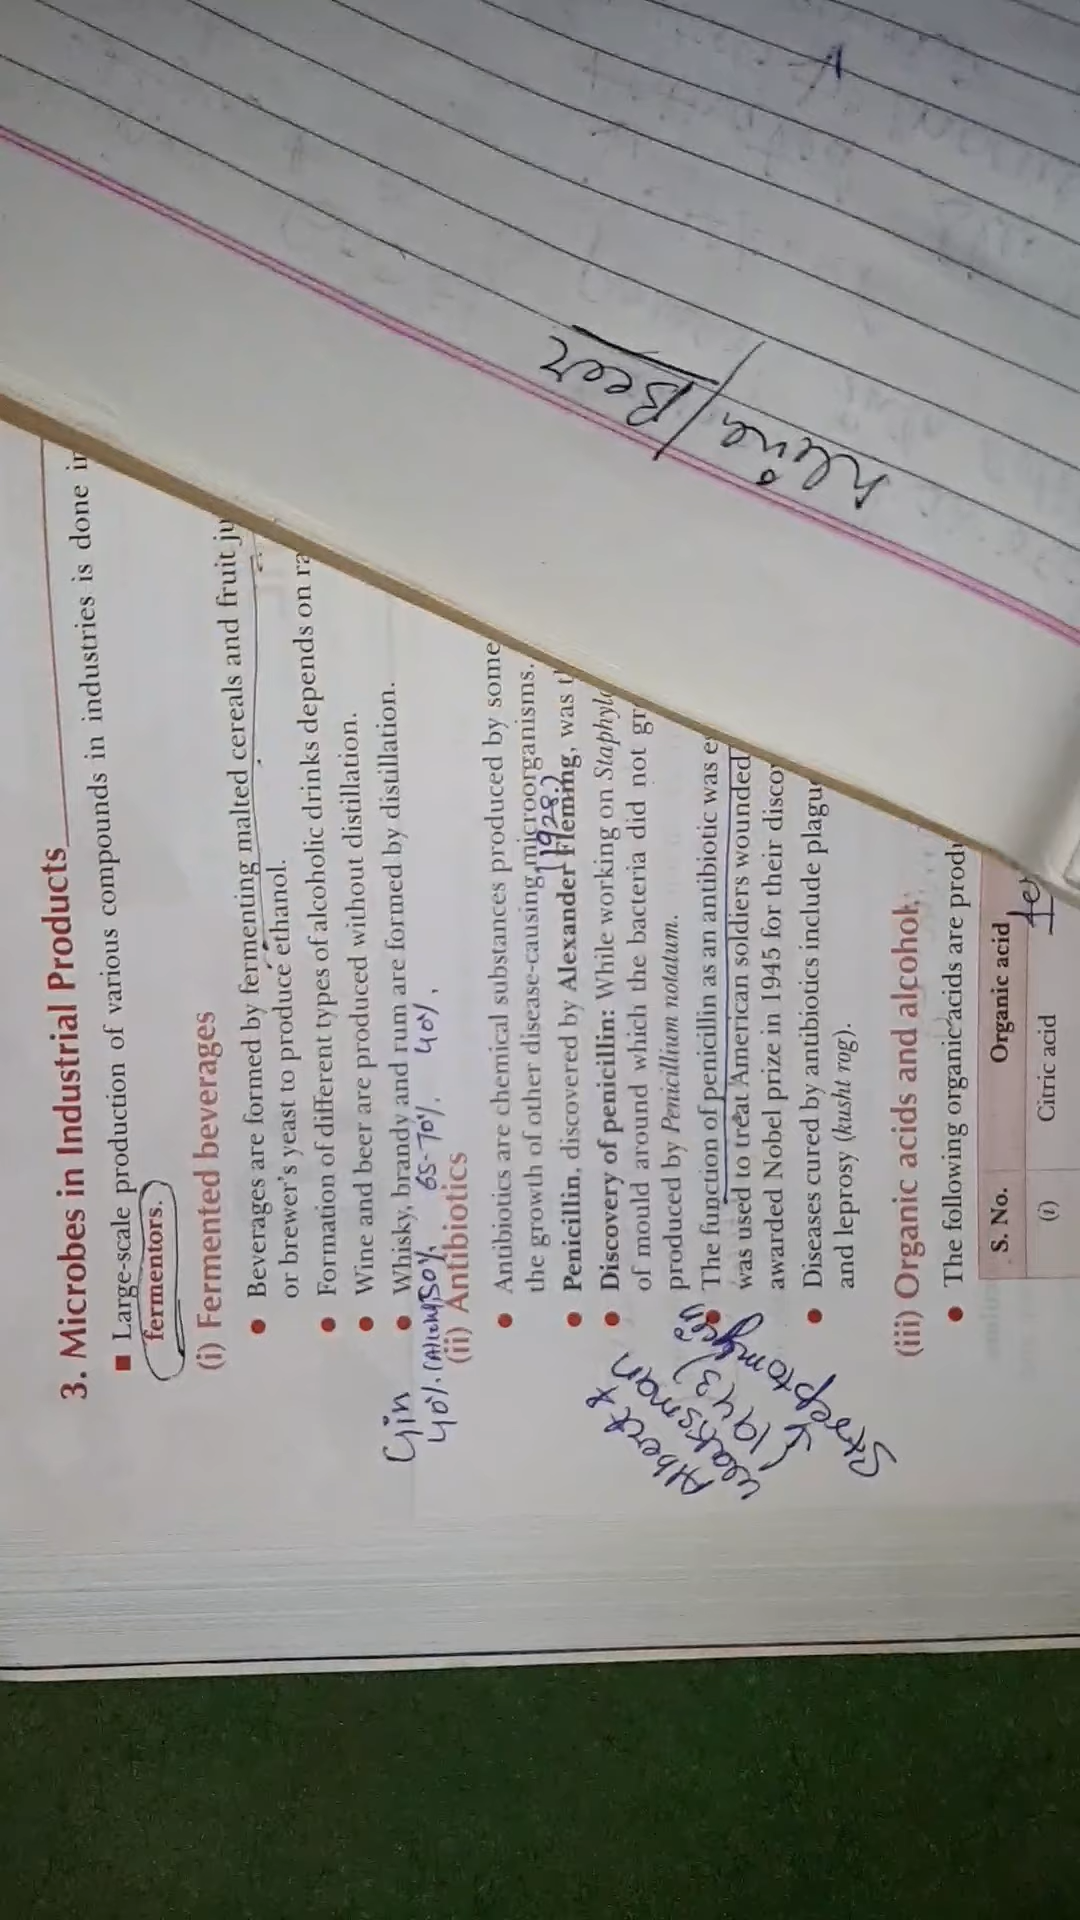 3. Microbes in Industrial Products
Large-scale production of various compounds in industries is done in
fermentors.
(i) Fermented beverages
Beverages are formed by fermenting malted cereals and fruit ju
or brewer's yeast to produce ethanol.
Formation of different types of alcoholic drinks depends on ra
Wine and beer are produced without distillation.
Whisky, brandy and rum are formed by distillation.
Gin
40%. (Alcohol) 50%. 65-70%. 40%.
(ii) Antibiotics
Antibiotics are chemical substances produced by some
the growth of other disease-causing microorganisms.
(1928)
Penicillin, discovered by Alexander Fleming, was t
Discovery of penicillin: While working on Staphylo
of mould around which the bacteria did not gr
produced by Penicillium notatum.
The function of penicillin as an antibiotic was es
was used to treat American soldiers wounded
awarded Nobel prize in 1945 for their disco
Diseases cured by antibiotics include plagu
and leprosy (kusht rog).
Albert
waksman
(1943)
Streptomycin
(iii) Organic acids and alcohol
The following organic acids are produ
S. No. Organic acid
(i) Citric acid
/Beer